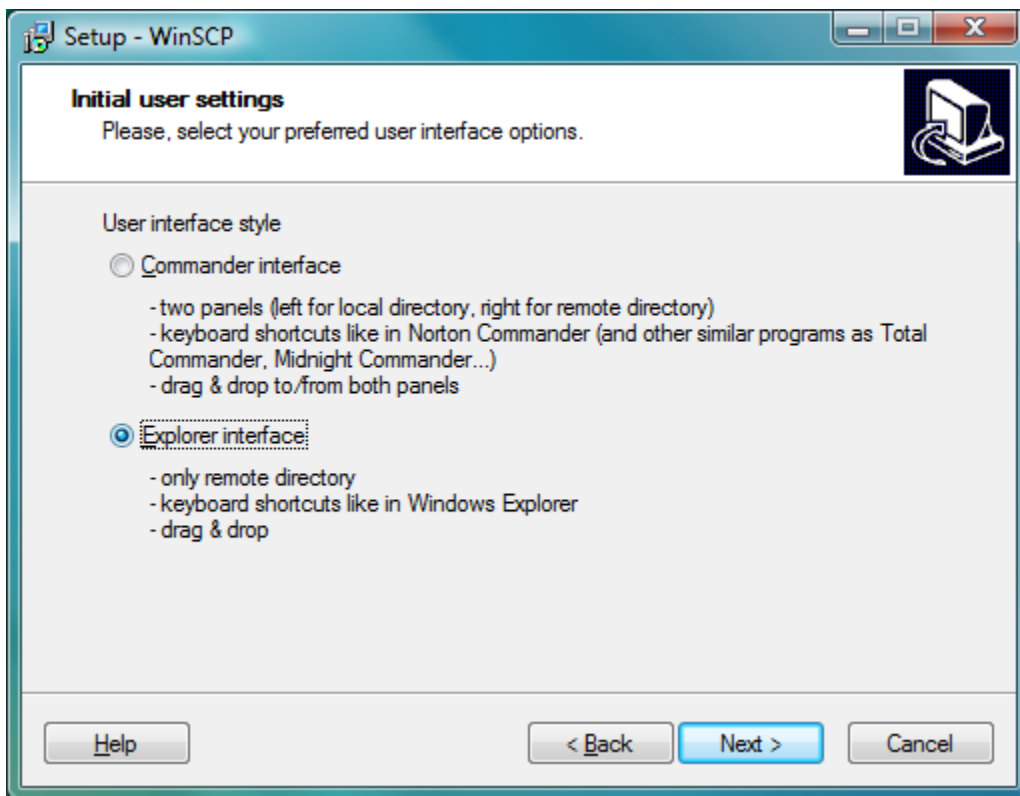 Setup - WinSCP
Initial user settings
Please, select your preferred user interface options.
User interface style
Commander interface
- two panels (left for local directory, right for remote directory)
- keyboard shortcuts like in Norton Commander (and other similar programs as Total
Commander, Midnight Commander...)
- drag & drop to/from both panels
Explorer interface
- only remote directory
- keyboard shortcuts like in Windows Explorer
- drag & drop
Help
< Back
Next >
Cancel